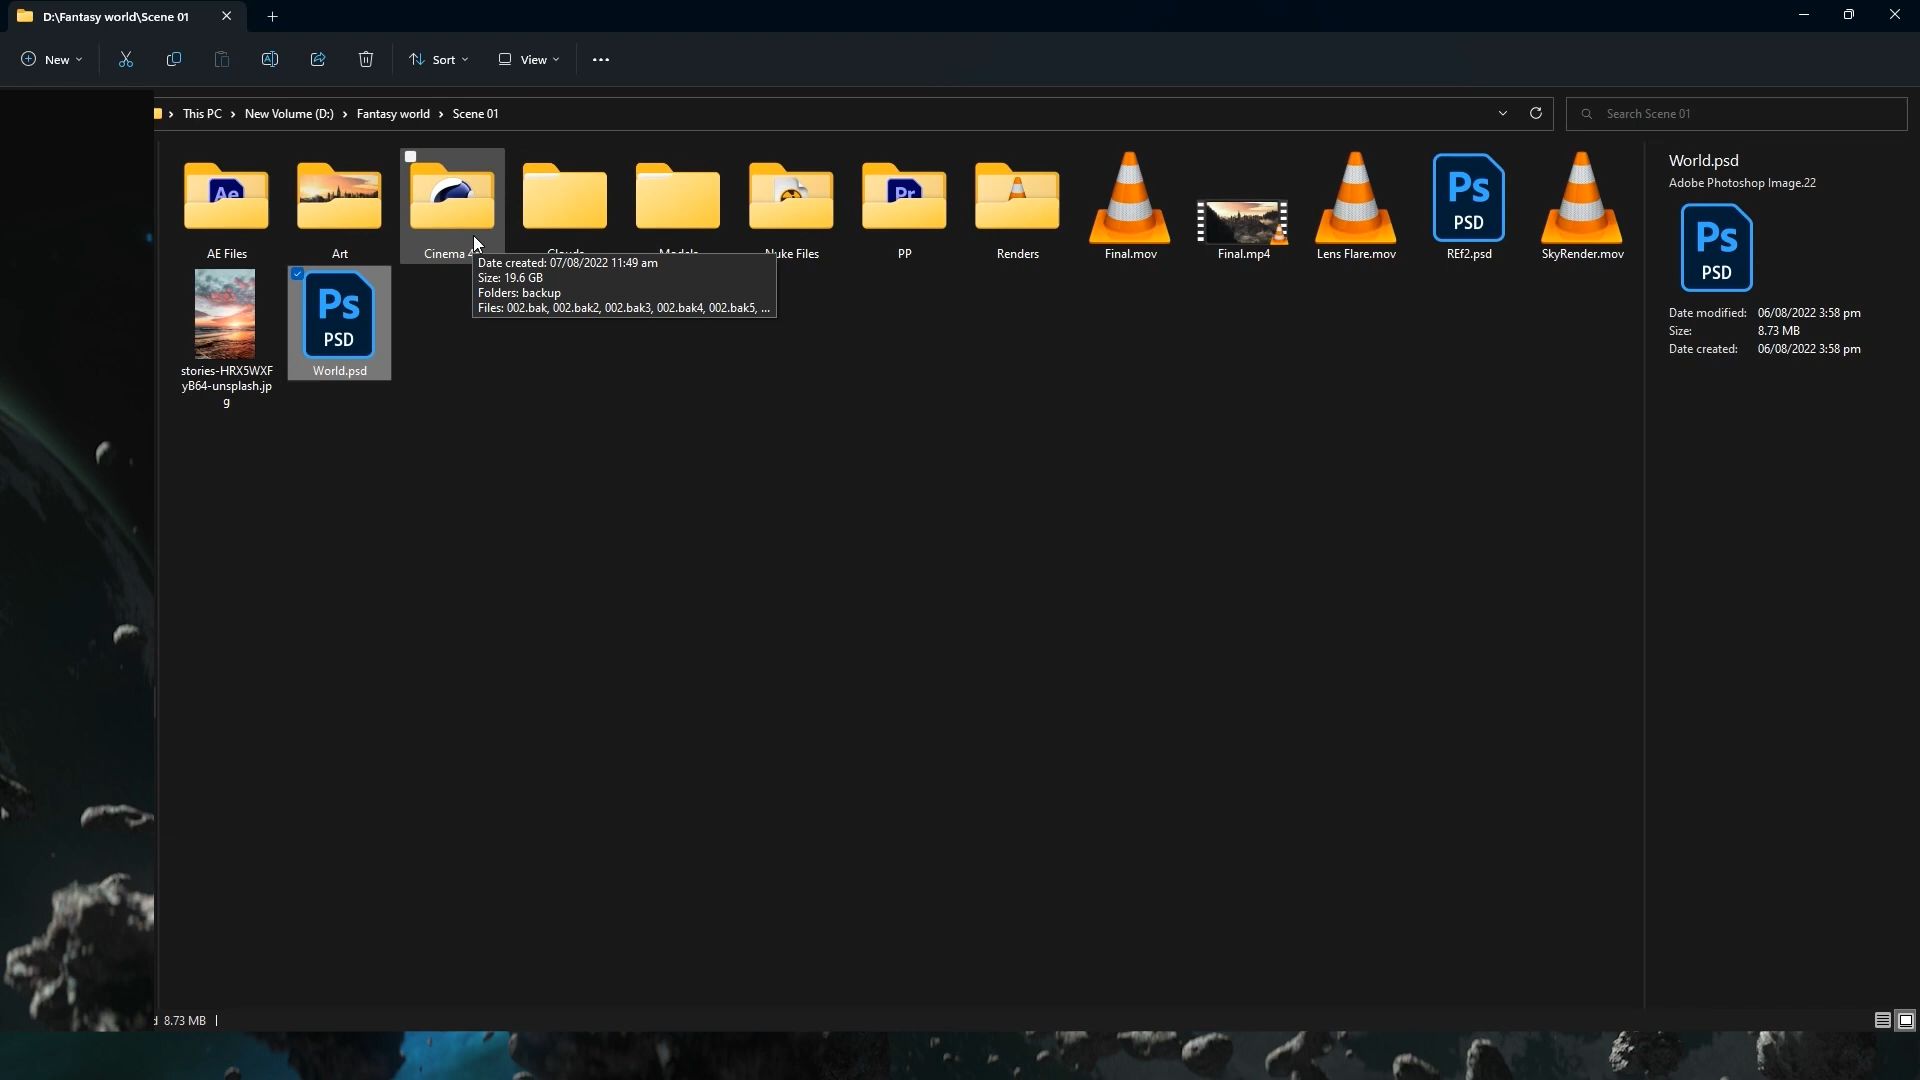 D:\Fantasy world\Scene 01
New
Sort
View
This PC > New Volume (D:) > Fantasy world > Scene 01
Search Scene 01
Ae
Pr
Ps
PSD
AE Files
Art
Cinema 4
Clouds
Models
Nuke Files
PP
Renders
Final.mov
Final.mp4
Lens Flare.mov
REf2.psd
SkyRender.mov
Date created: 07/08/2022 11:49 am
Size: 19.6 GB
Folders: backup
Files: 002.bak, 002.bak2, 002.bak3, 002.bak4, 002.bak5, ...
Ps
PSD
stories-HRX5WXF
yB64-unsplash.jp
g
World.psd
World.psd
Adobe Photoshop Image.22
Ps
PSD
Date modified: 06/08/2022 3:58 pm
Size: 8.73 MB
Date created: 06/08/2022 3:58 pm
8.73 MB